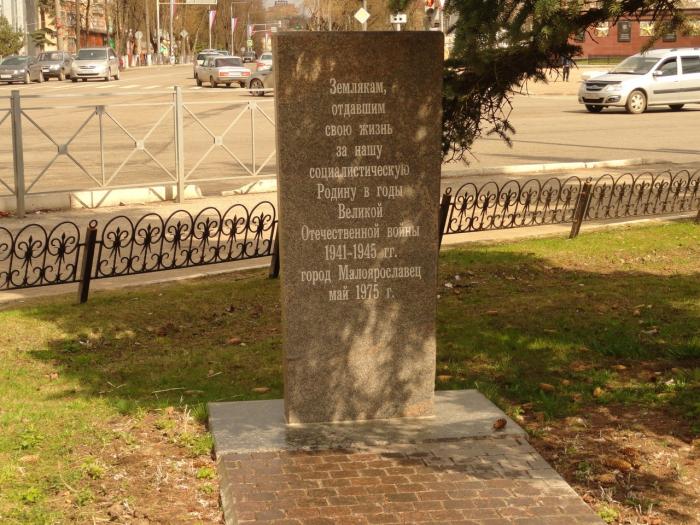 Землякам,
отдавшим
свою жизнь
за нашу
социалистическую
Родину в годы
Великой
Отечественной войны
1941-1945 гг.
город Малоярославец
май 1975 г.